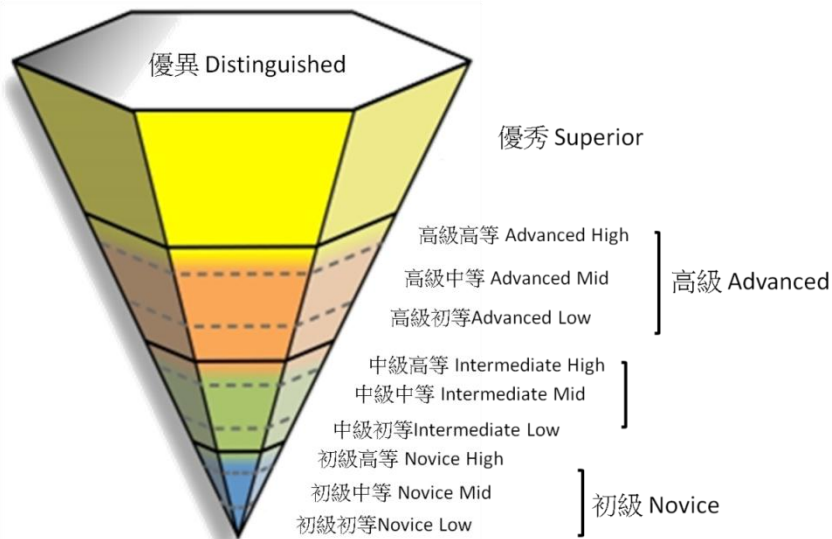 優異 Distinguished
優秀 Superior
高級高等 Advanced High
高級中等 Advanced Mid
高級初等Advanced Low
高級 Advanced
中級高等 Intermediate High
中級中等 Intermediate Mid
中級初等Intermediate Low
初級高等 Novice High
初級中等 Novice Mid
初級初等Novice Low
初級 Novice